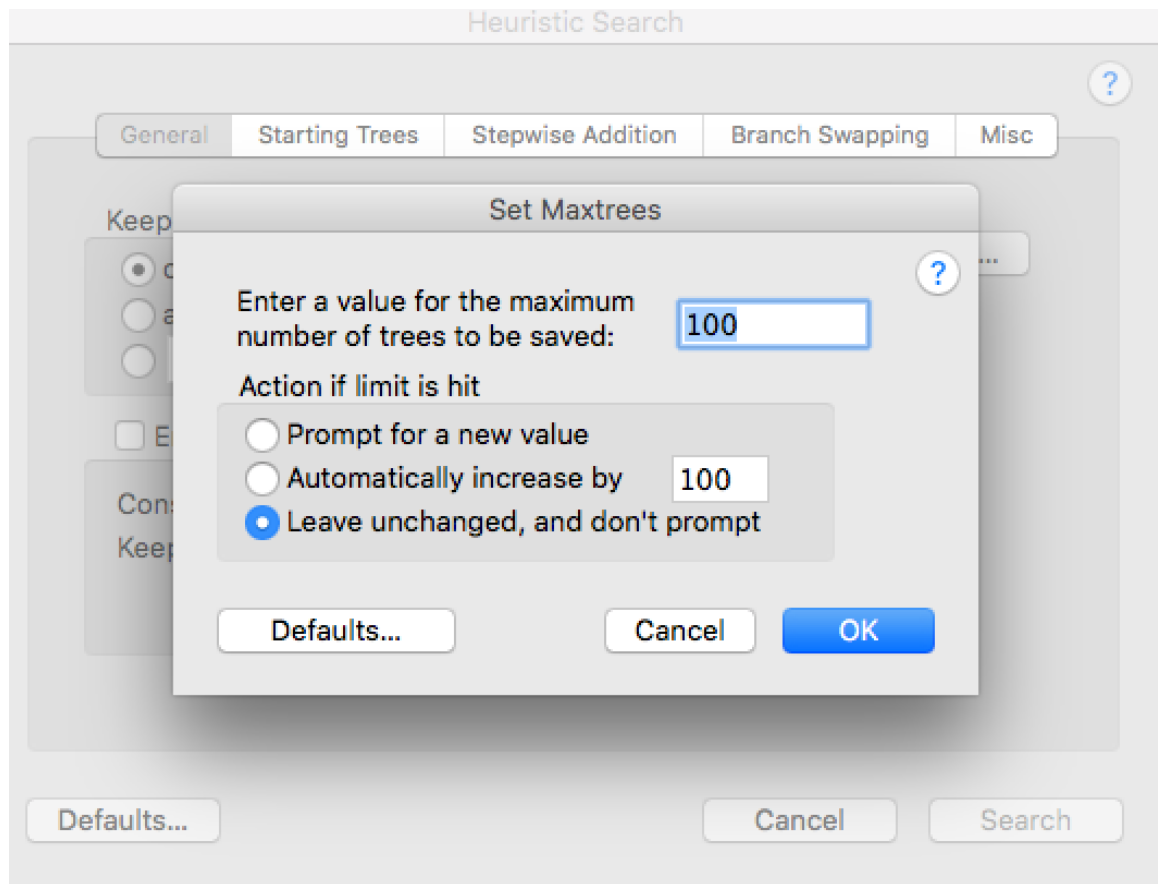 Heuristic Search
?
General Starting Trees Stepwise Addition Branch Swapping Misc
Set Maxtrees
Keep
...
?
Enter a value for the maximum
number of trees to be saved:
100
Action if limit is hit
Prompt for a new value
Automatically increase by 100
Leave unchanged, and don't prompt
Keep
Defaults... Cancel OK
Defaults... Cancel Search